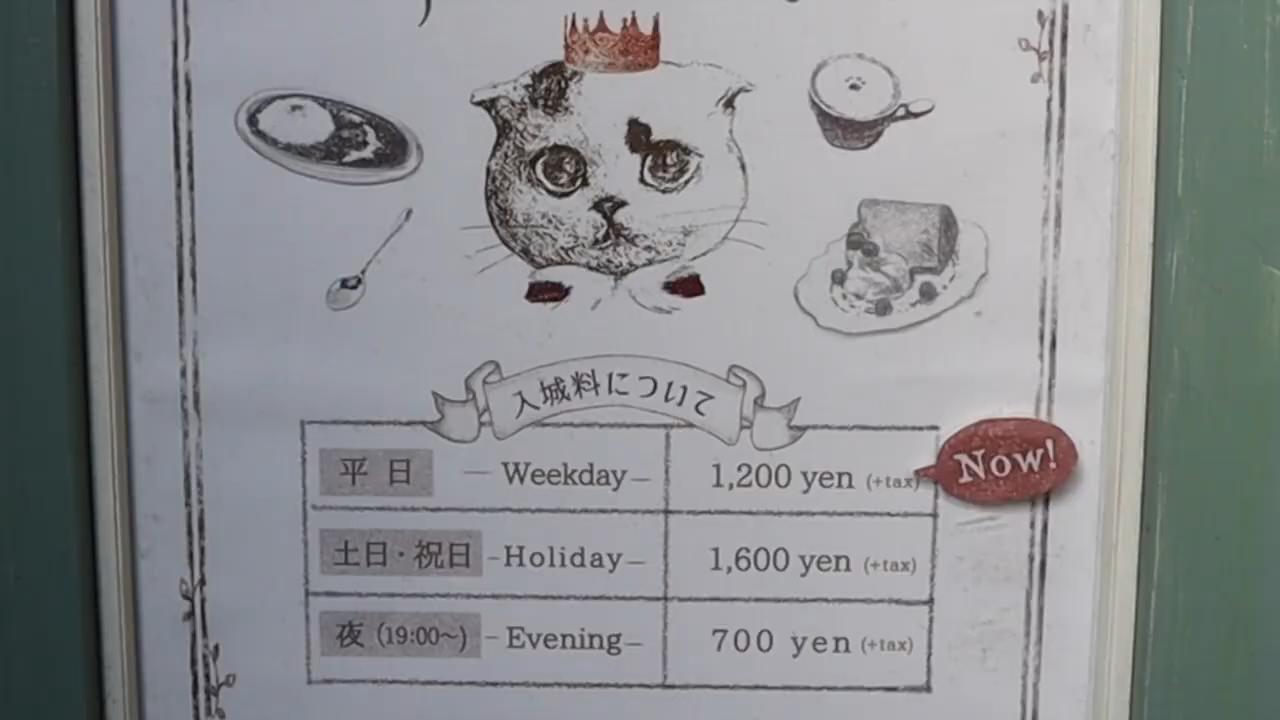 入城料について
平日 — Weekday — 1,200 yen (+tax) Now!
土日・祝日 - Holiday — 1,600 yen (+tax)
夜 (19:00〜) - Evening — 700 yen (+tax)